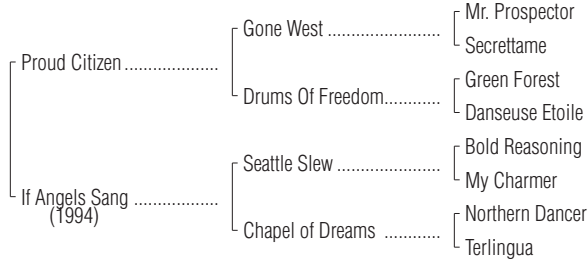 Mr. Prospector
Gone West
Secrettame
Proud Citizen
Green Forest
Drums Of Freedom
Danseuse Etoile
Bold Reasoning
Seattle Slew
My Charmer
If Angels Sang
(1994)
Northern Dancer
Chapel of Dreams
Terlingua